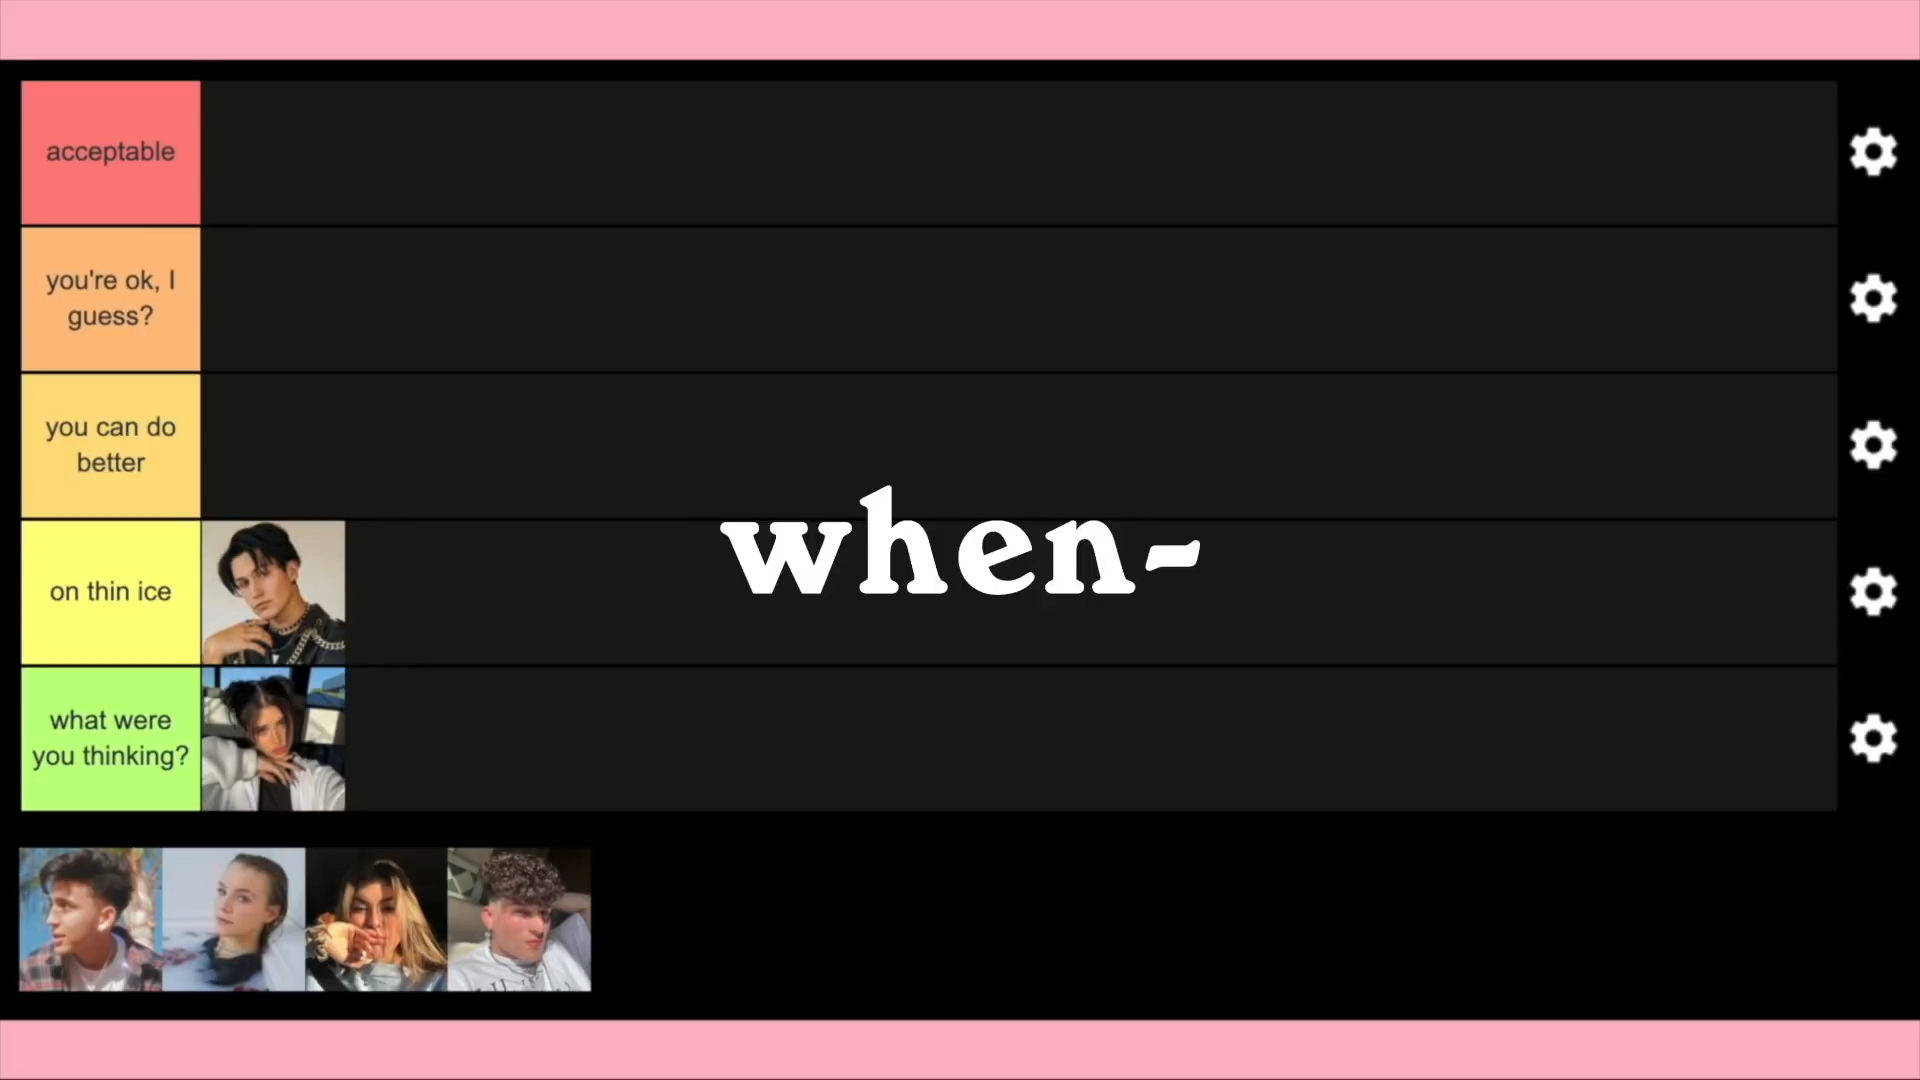 acceptable
you're ok, I
guess?
you can do
better
when-
on thin ice
what were
you thinking?